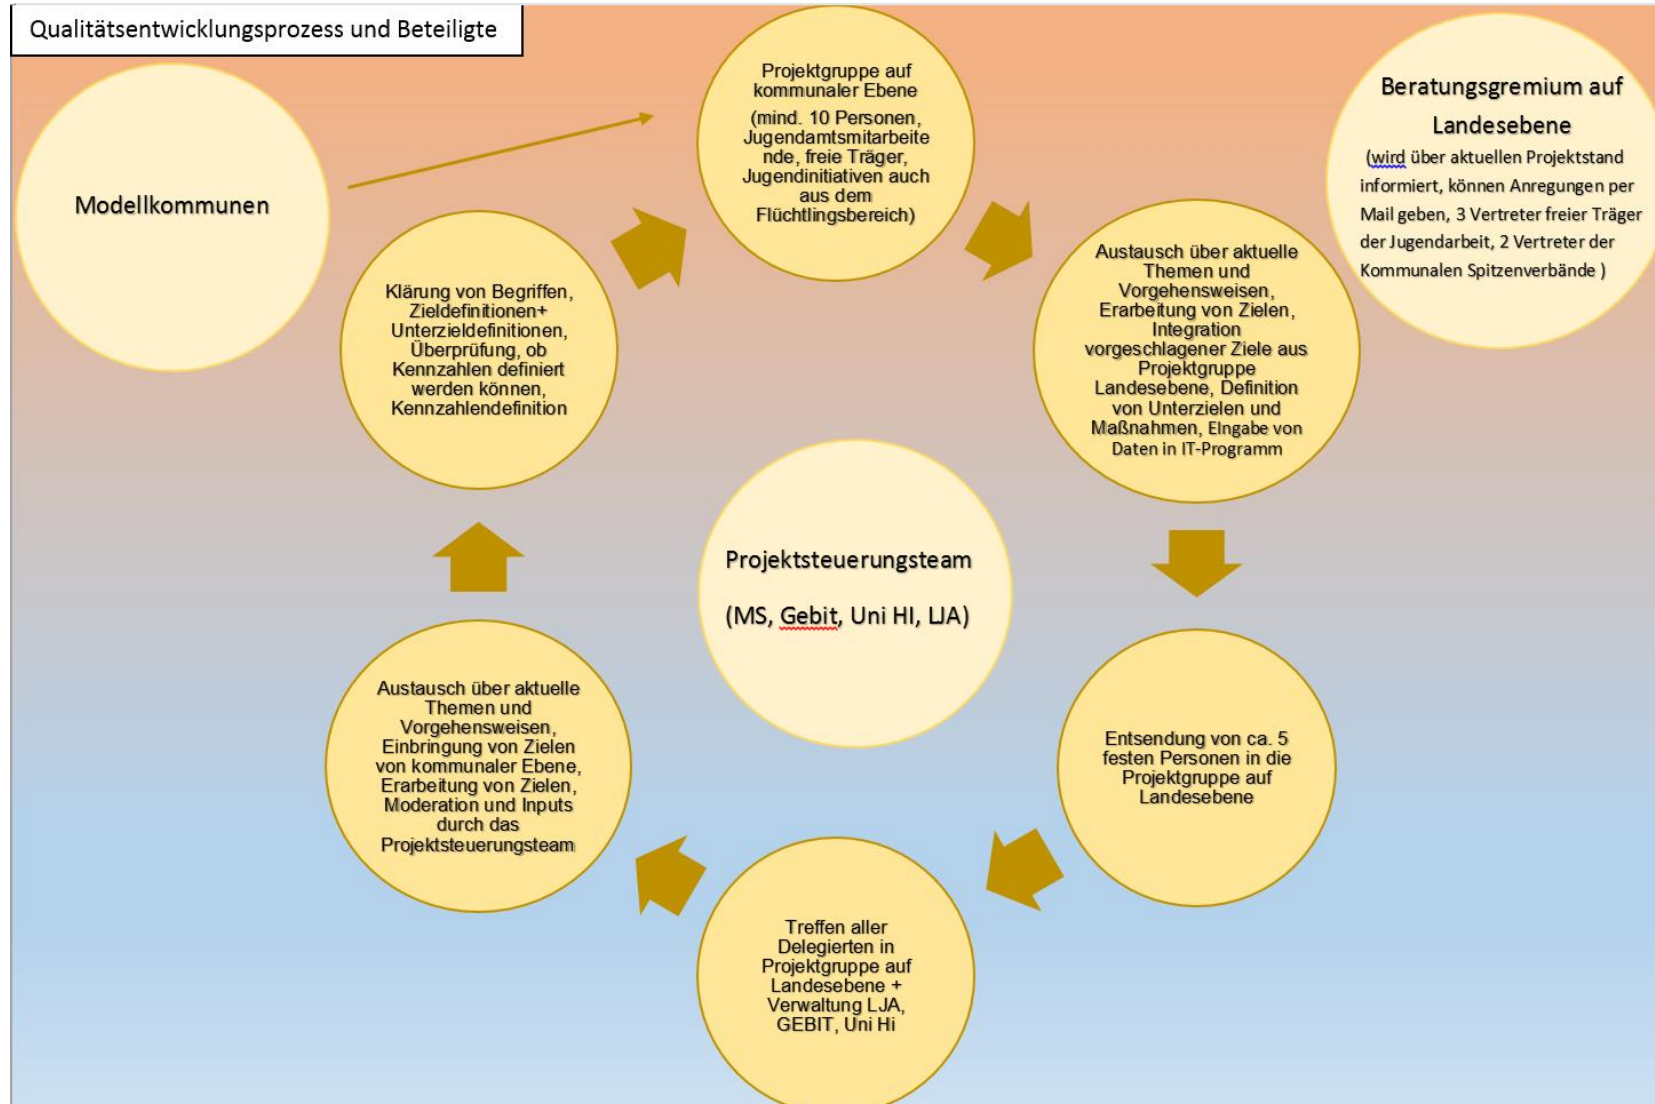 Qualitätsentwicklungsprozess und Beteiligte
Modellkommunen
Projektgruppe auf
kommunaler Ebene
(mind. 10 Personen,
Jugendamtsmitarbeite
nde, freie Träger,
Jugendinitiativen auch
aus dem
Flüchtlingsbereich)
Beratungsgremium auf
Landesebene
(wird über aktuellen Projektstand
informiert, können Anregungen per
Mail geben, 3 Vertreter freier Träger
der Jugendarbeit, 2 Vertreter der
Kommunalen Spitzenverbände )
Klärung von Begriffen,
Zieldefinitionen+
Unterzieldefinitionen,
Überprüfung, ob
Kennzahlen definiert
werden können,
Kennzahlendefinition
Austausch über aktuelle
Themen und
Vorgehensweisen,
Erarbeitung von Zielen,
Integration
vorgeschlagener Ziele aus
Projektgruppe
Landesebene, Definition
von Unterzielen und
Maßnahmen, EIngabe von
Daten in IT-Programm
Projektsteuerungsteam
(MS, Gebit, Uni HI, LJA)
Austausch über aktuelle
Themen und
Vorgehensweisen,
Einbringung von Zielen
von kommunaler Ebene,
Erarbeitung von Zielen,
Moderation und Inputs
durch das
Projektsteuerungsteam
Entsendung von ca. 5
festen Personen in die
Projektgruppe auf
Landesebene
Treffen aller
Delegierten in
Projektgruppe auf
Landesebene +
Verwaltung LJA,
GEBIT, Uni Hi